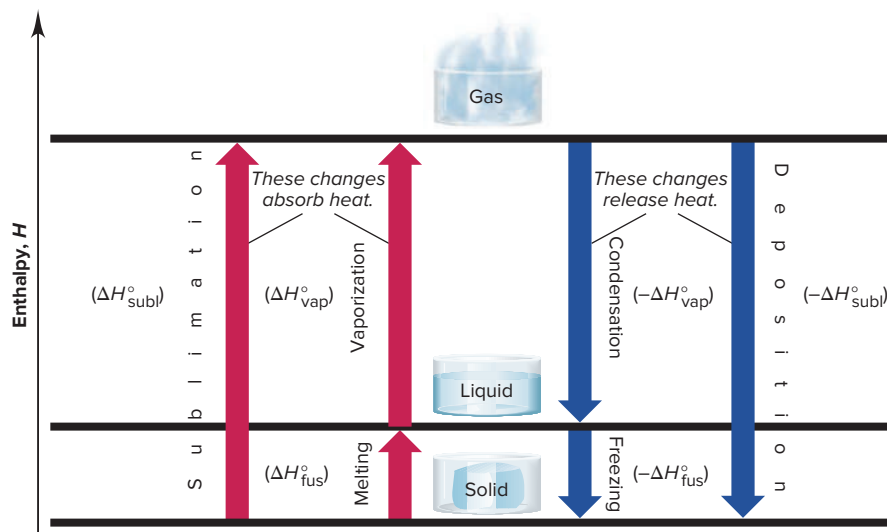 Gas
Enthalpy, H
Sublimation
These changes
absorb heat.
Vaporization
These changes
release heat.
Condensation
Deposition
(ΔH°subl)
(ΔH°vap)
(−ΔH°vap)
(−ΔH°subl)
Liquid
(ΔH°fus)
Melting
Solid
Freezing
(−ΔH°fus)